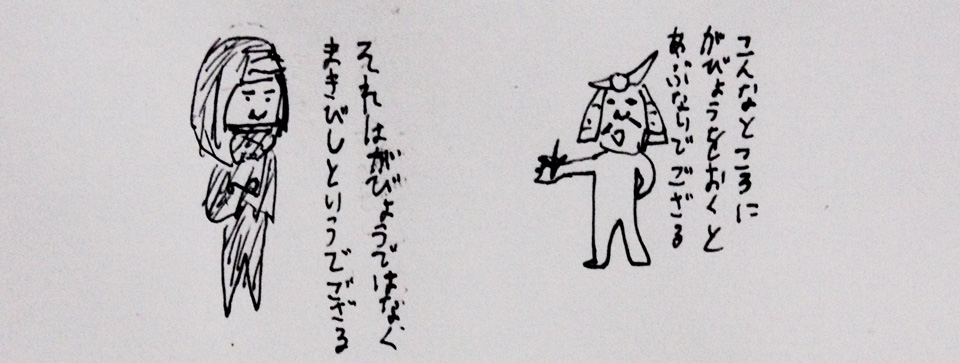 こんなところに
がびょうをおくと
あぶないでござる
それはがびょうではなく
まきびしというでござる